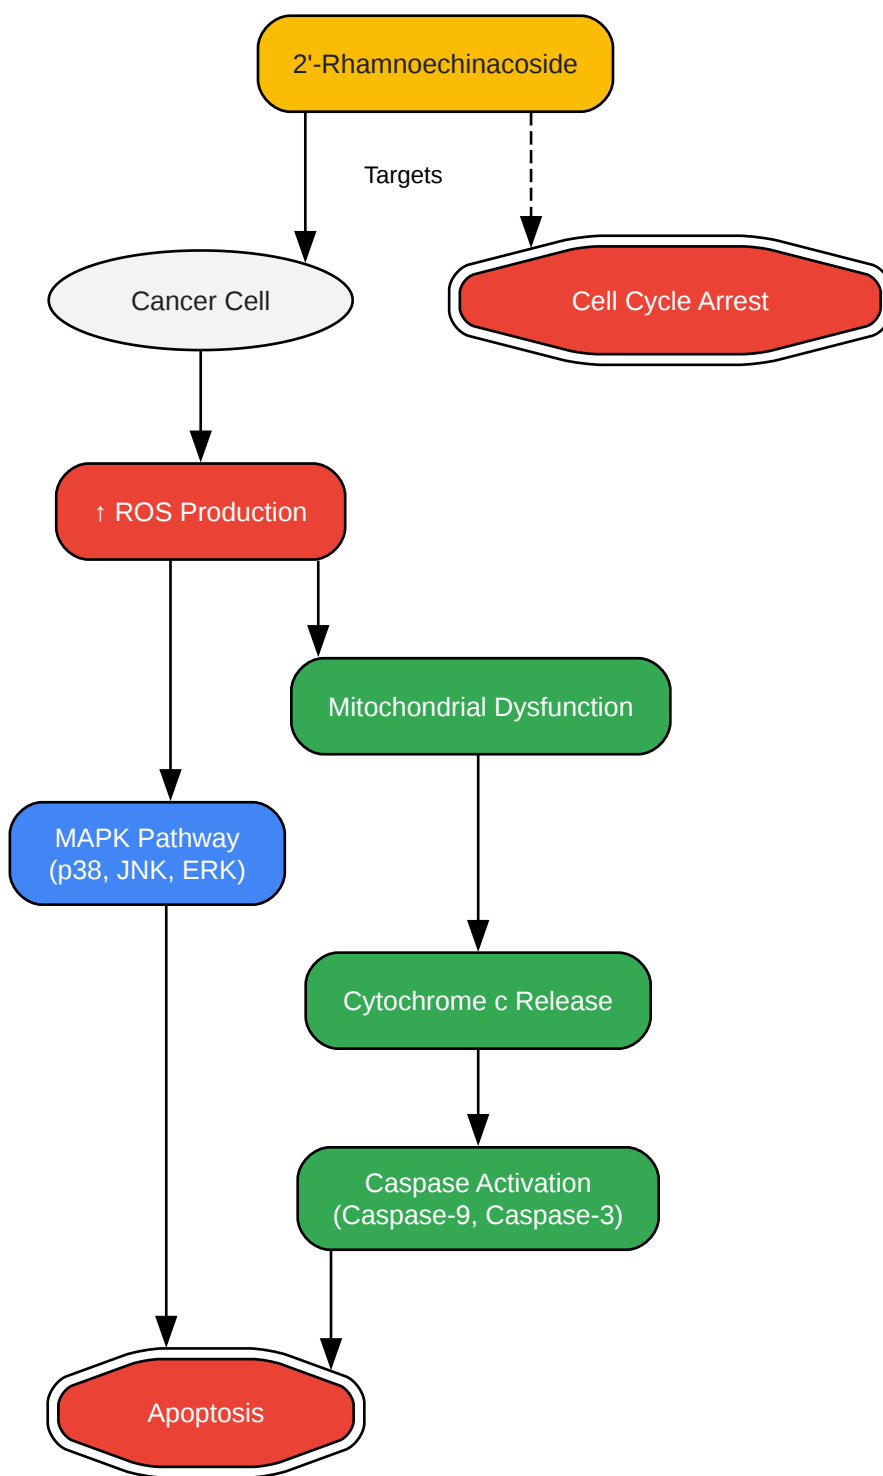 2'-Rhamnoechinacoside
Targets
Cancer Cell
Cell Cycle Arrest
↑ ROS Production
Mitochondrial Dysfunction
MAPK Pathway
(p38, JNK, ERK)
Cytochrome c Release
Caspase Activation
(Caspase-9, Caspase-3)
Apoptosis